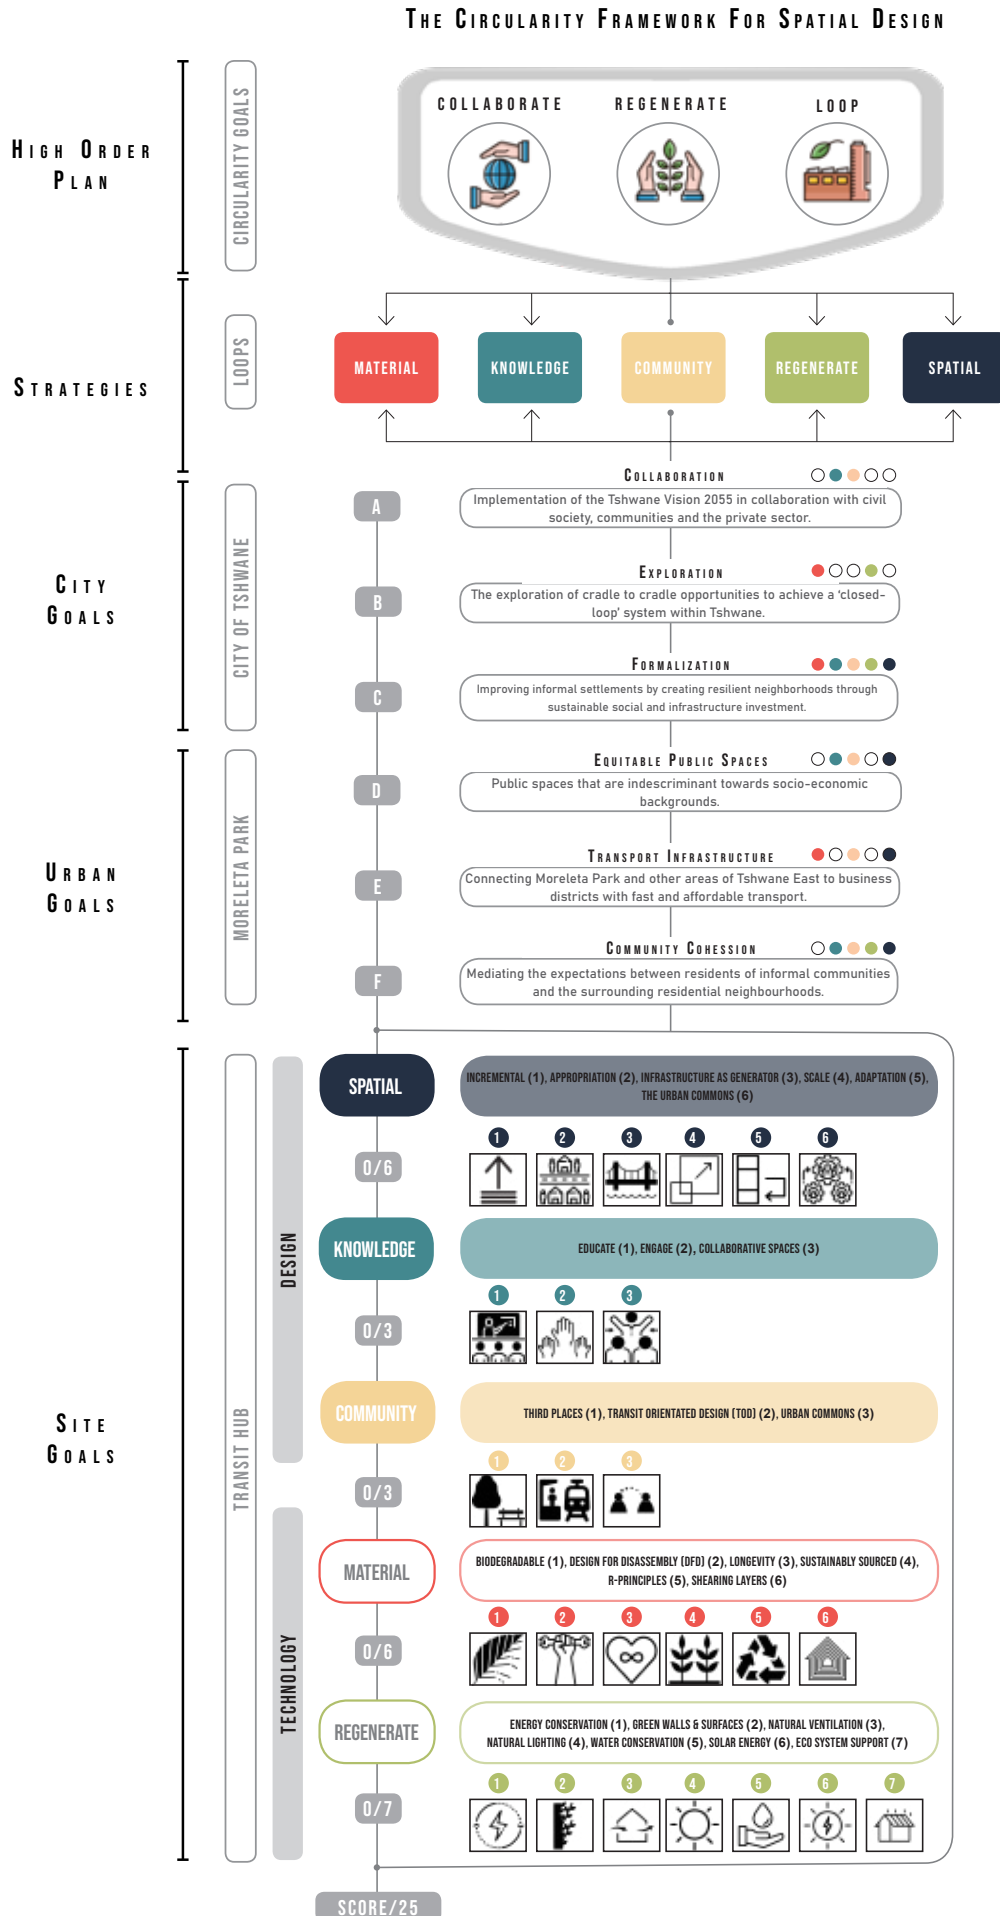 The Circularity Framework For Spatial Design
High Order
Plan
CIRCULARITY GOALS
COLLABORATE
REGENERATE
LOOP
Strategies
LOOPS
MATERIAL
KNOWLEDGE
COMMUNITY
REGENERATE
SPATIAL
City
Goals
CITY OF TSHWANE
A
Collaboration
Implementation of the Tshwane Vision 2055 in collaboration with civil
society, communities and the private sector.
B
Exploration
The exploration of cradle to cradle opportunities to achieve a ‘closed-
loop’ system within Tshwane.
C
Formalization
Improving informal settlements by creating resilient neighborhoods through
sustainable social and infrastructure investment.
Urban
Goals
MORELETA PARK
D
Equitable Public Spaces
Public spaces that are indescriminant towards socio-economic
backgrounds.
E
Transport Infrastructure
Connecting Moreleta Park and other areas of Tshwane East to business
districts with fast and affordable transport.
F
Community Cohession
Mediating the expectations between residents of informal communities
and the surrounding residential neighbourhoods.
Site
Goals
TRANSIT HUB
DESIGN
SPATIAL
INCREMENTAL (1), APPROPRIATION (2), INFRASTRUCTURE AS GENERATOR (3), SCALE (4), ADAPTATION (5),
THE URBAN COMMONS (6)
1 2 3 4 5 6
0/6
KNOWLEDGE
EDUCATE (1), ENGAGE (2), COLLABORATIVE SPACES (3)
1 2 3
0/3
COMMUNITY
THIRD PLACES (1), TRANSIT ORIENTATED DESIGN (TOD) (2), URBAN COMMONS (3)
1 2 3
0/3
TECHNOLOGY
MATERIAL
BIODEGRADABLE (1), DESIGN FOR DISASSEMBLY (DFD) (2), LONGEVITY (3), SUSTAINABLY SOURCED (4),
R-PRINCIPLES (5), SHEARING LAYERS (6)
1 2 3 4 5 6
0/6
REGENERATE
ENERGY CONSERVATION (1), GREEN WALLS & SURFACES (2), NATURAL VENTILATION (3),
NATURAL LIGHTING (4), WATER CONSERVATION (5), SOLAR ENERGY (6), ECO SYSTEM SUPPORT (7)
1 2 3 4 5 6 7
0/7
SCORE/25